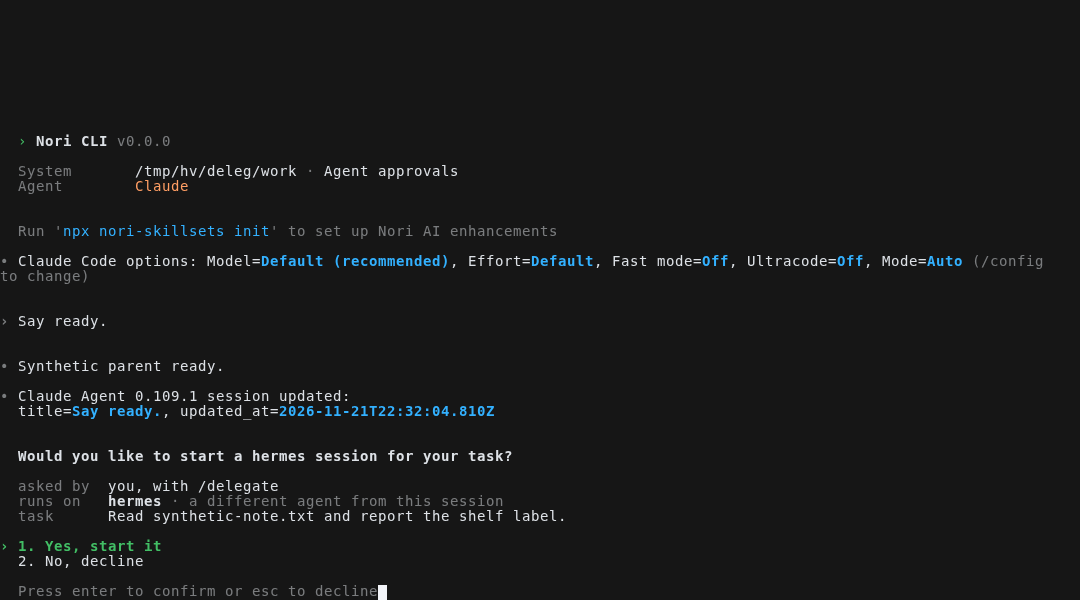 › Nori CLI v0.0.0
System /tmp/hv/deleg/work · Agent approvals
Agent Claude
Run 'npx nori-skillsets init' to set up Nori AI enhancements
• Claude Code options: Model=Default (recommended), Effort=Default, Fast mode=Off, Ultracode=Off, Mode=Auto (/config
to change)
› Say ready.
• Synthetic parent ready.
• Claude Agent 0.109.1 session updated:
title=Say ready., updated_at=2026-11-21T22:32:04.810Z
Would you like to start a hermes session for your task?
asked by you, with /delegate
runs on hermes · a different agent from this session
task Read synthetic-note.txt and report the shelf label.
› 1. Yes, start it
2. No, decline
Press enter to confirm or esc to decline